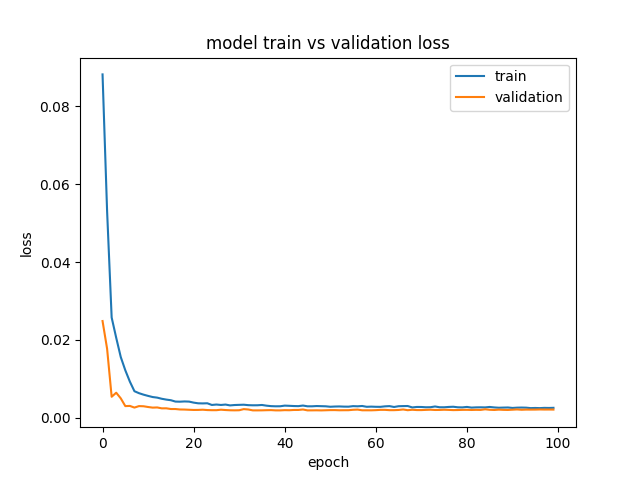 model train vs validation loss
train
validation
0.08
0.06
0.04
0.02
0.00
loss
0 20 40 60 80 100
epoch